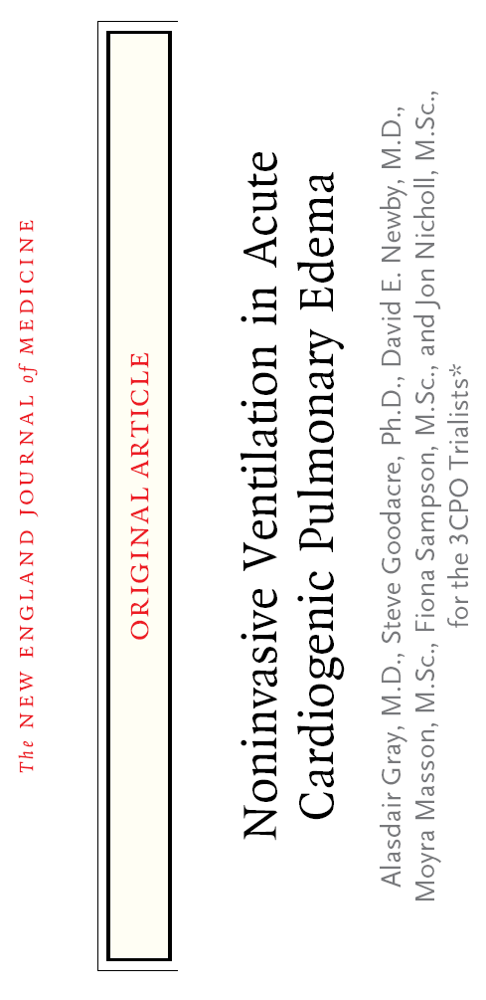 The NEW ENGLAND JOURNAL of MEDICINE
ORIGINAL ARTICLE
Noninvasive Ventilation in Acute
Cardiogenic Pulmonary Edema
Alasdair Gray, M.D., Steve Goodacre, Ph.D., David E. Newby, M.D.,
Moyra Masson, M.Sc., Fiona Sampson, M.Sc., and Jon Nicholl, M.Sc.,
for the 3CPO Trialists*